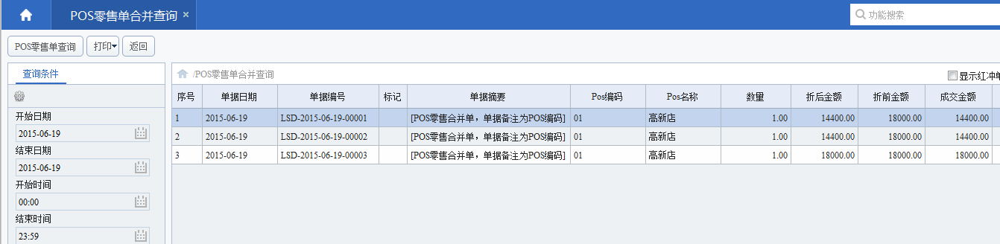 POS零售单合并查询 ×
功能搜索
POS零售单查询 打印 返回
查询条件
/POS零售单合并查询
显示红冲单
序号 单据日期 单据编号 标记 单据摘要 Pos编码 Pos名称 数量 折后金额 折前金额 成交金额
1 2015-06-19 LSD-2015-06-19-00001 [POS零售合并单，单据备注为POS编码] 01 高新店 1.00 14400.00 18000.00 14400.00
2 2015-06-19 LSD-2015-06-19-00002 [POS零售合并单，单据备注为POS编码] 01 高新店 1.00 14400.00 18000.00 14400.00
3 2015-06-19 LSD-2015-06-19-00003 [POS零售合并单，单据备注为POS编码] 01 高新店 1.00 18000.00 18000.00 18000.00
开始日期
2015-06-19
结束日期
2015-06-19
开始时间
00:00
结束时间
23:59